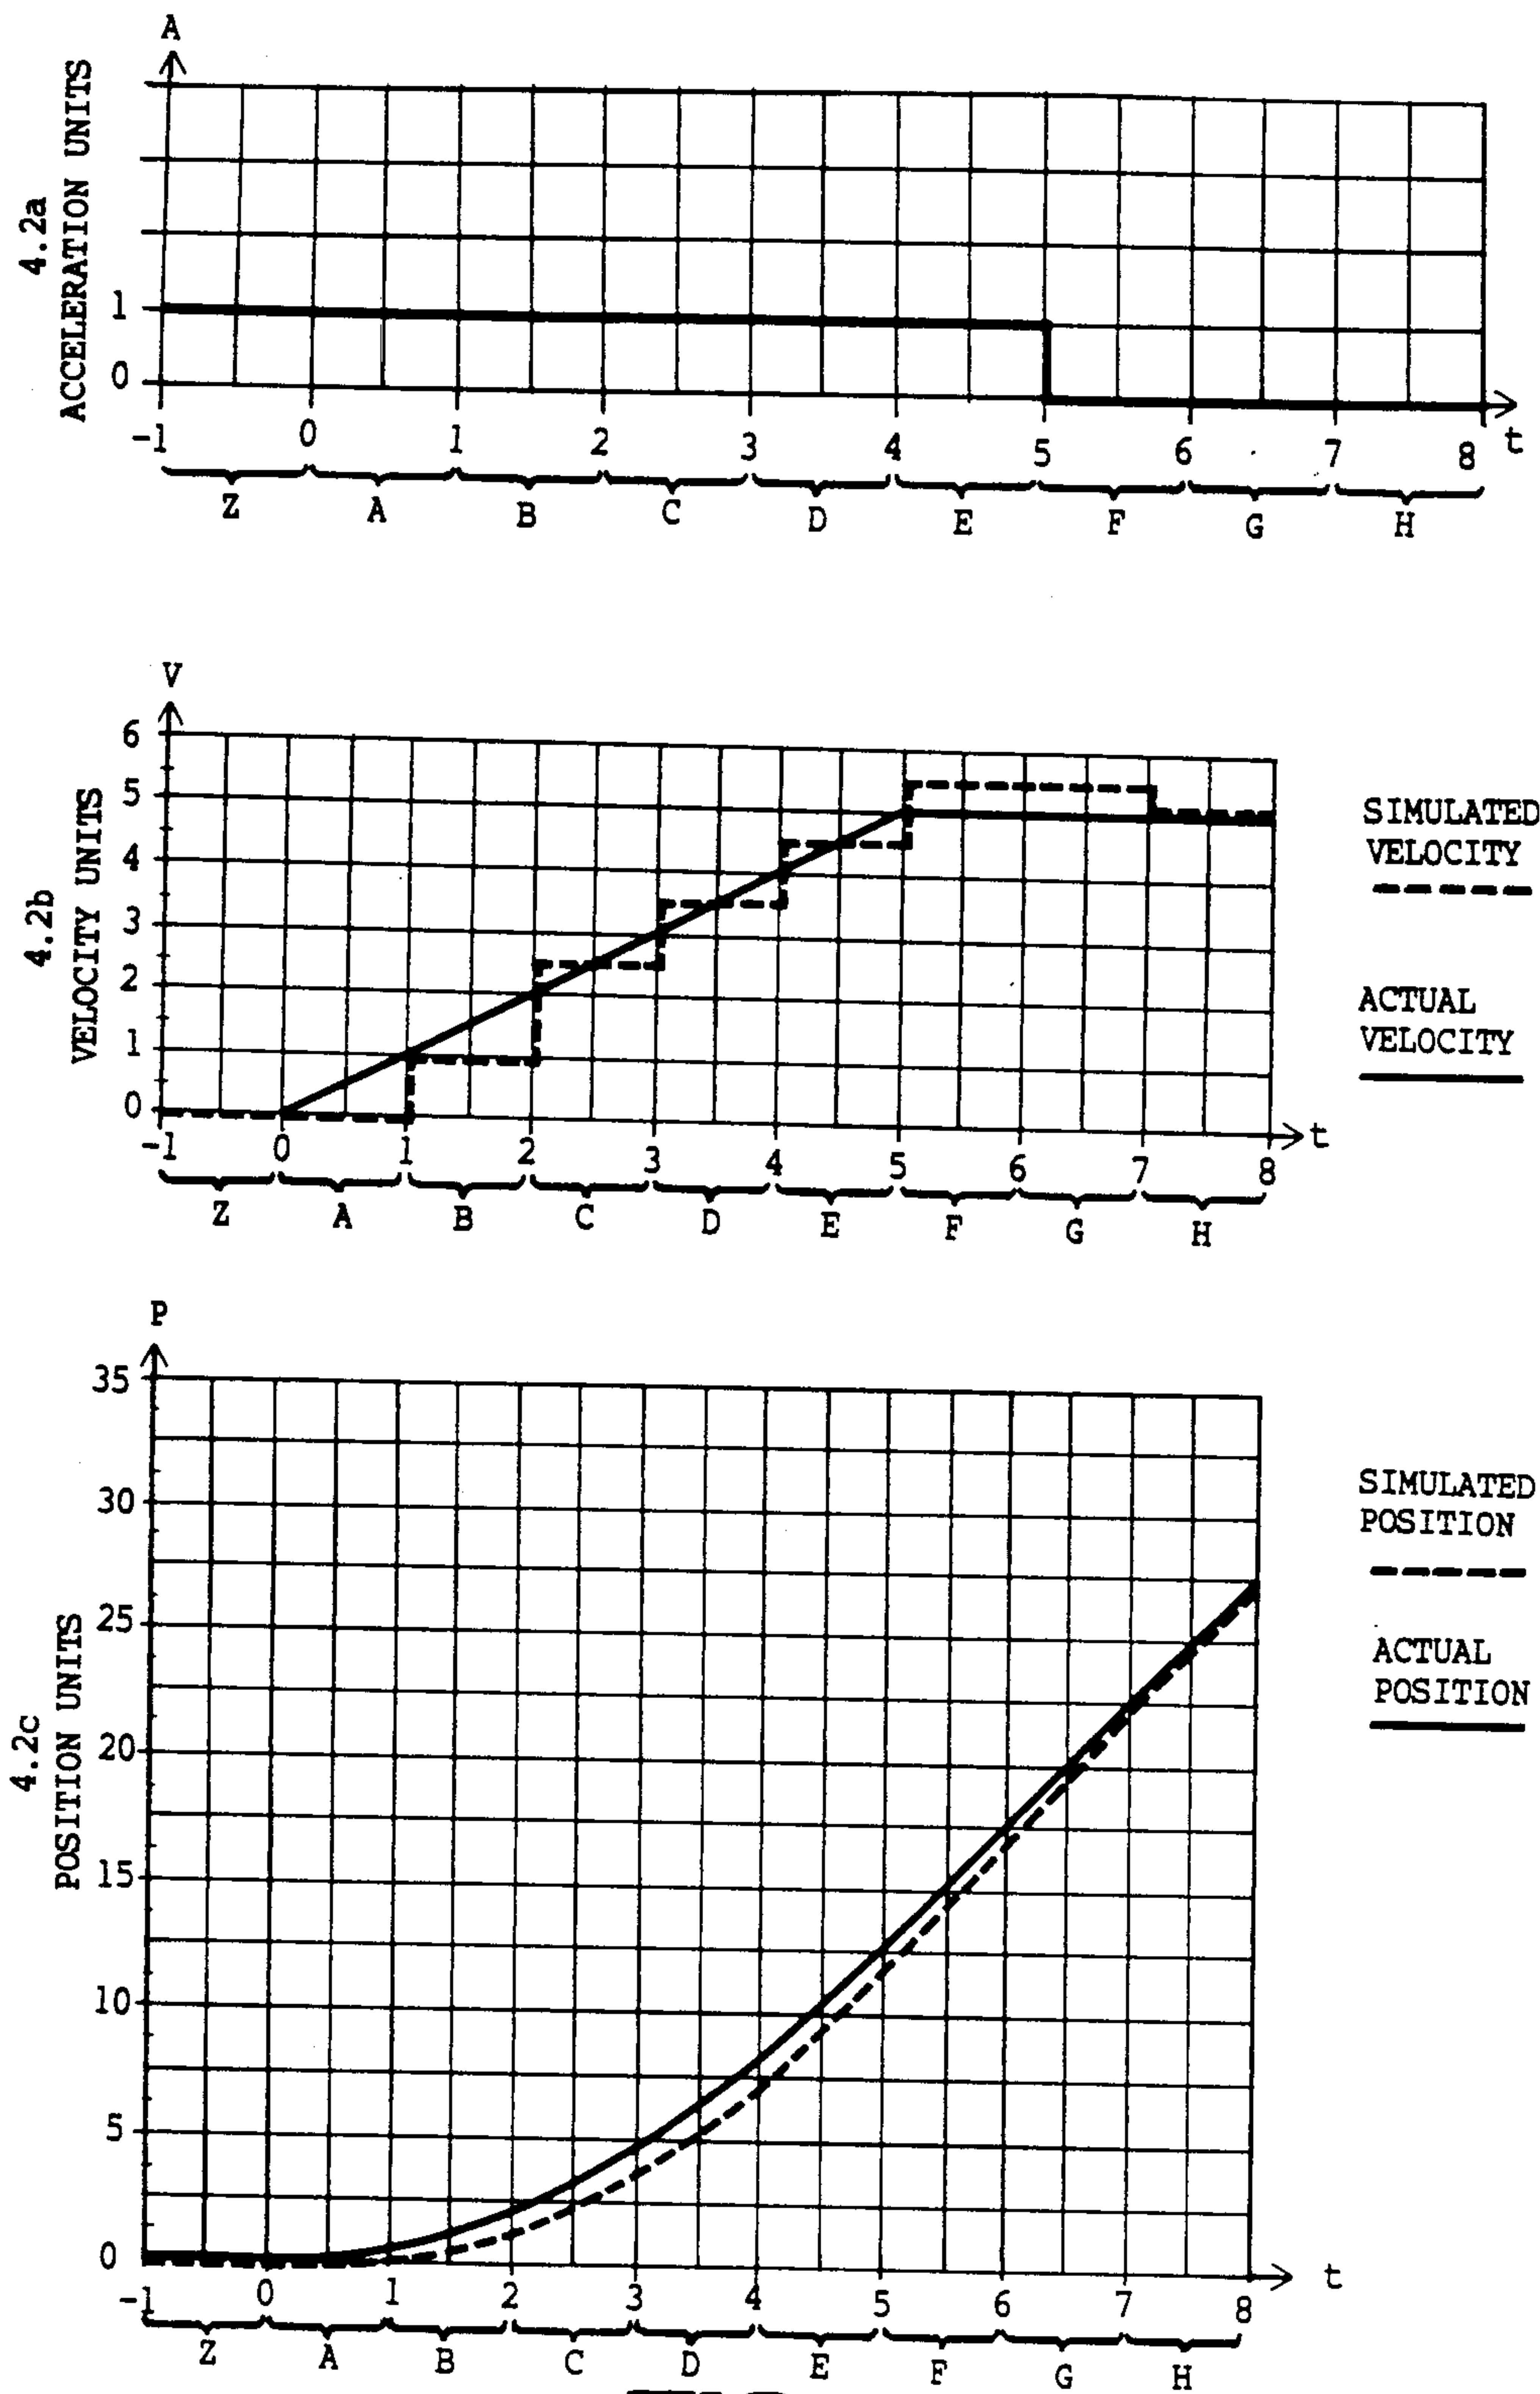 A
4.2a
ACCELERATION UNITS
1
0
-1 0 1 2 3 4 5 6 7 8 t
Z A B C D E F G H
V
4.2b
VELOCITY UNITS
6
5
4
3
2
1
0
-1 0 1 2 3 4 5 6 7 8 t
Z A B C D E F G H
SIMULATED
VELOCITY
ACTUAL
VELOCITY
P
4.2c
POSITION UNITS
35
30
25
20
15
10
5
0
-1 0 1 2 3 4 5 6 7 8 t
Z A B C D E F G H
SIMULATED
POSITION
ACTUAL
POSITION